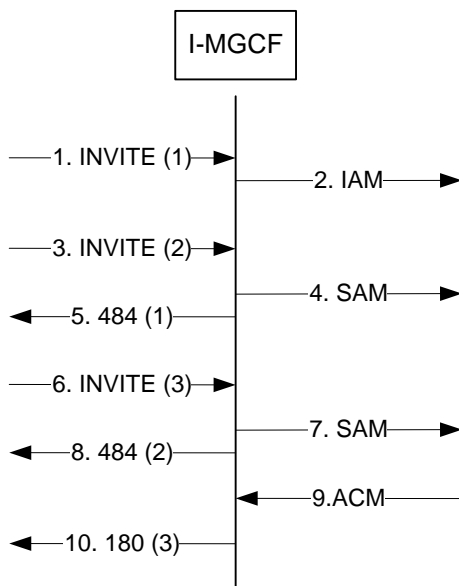 I-MGCF
1. INVITE (1)
2. IAM
3. INVITE (2)
4. SAM
5. 484 (1)
6. INVITE (3)
7. SAM
8. 484 (2)
9.ACM
10. 180 (3)